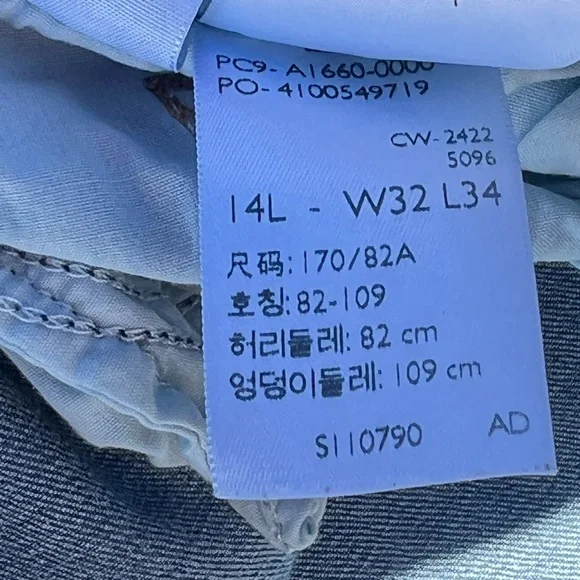 PC9-A1660-0000
PO-4100549719
CW-2422
5096
14L - W32 L34
尺码: 170/82A
호칭: 82-109
허리둘레: 82 cm
엉덩이둘레: 109 cm
S110790 AD